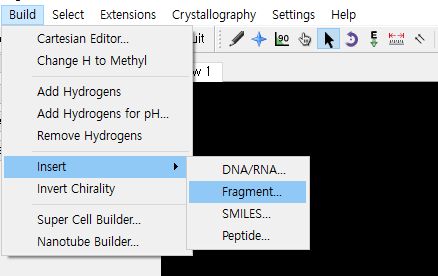 Build Select Extensions Crystallography Settings Help
Cartesian Editor...
Change H to Methyl
Add Hydrogens
Add Hydrogens for pH...
Remove Hydrogens
Insert
Invert Chirality
Super Cell Builder...
Nanotube Builder...
DNA/RNA...
Fragment...
SMILES...
Peptide...
uit
90
E
w 1